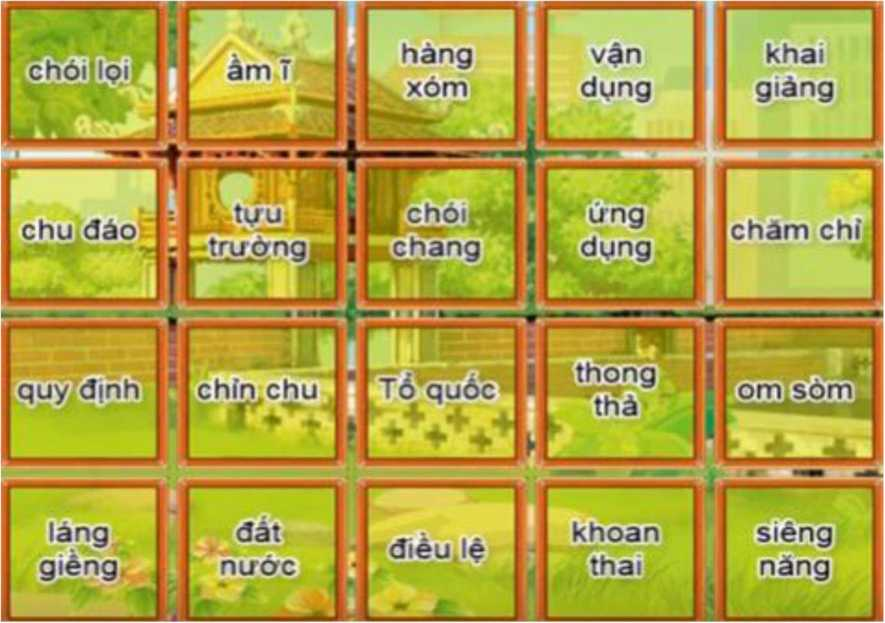 chói lọi
ầm ĩ
hàng
xóm
vận
dụng
khai
giảng
chu đáo
tựu
trường
chói
chang
ứng
dụng
chăm chỉ
quy định
chỉn chu
Tổ quốc
thong
thả
om sòm
láng
giềng
đất
nước
điều lệ
khoan
thai
siêng
năng